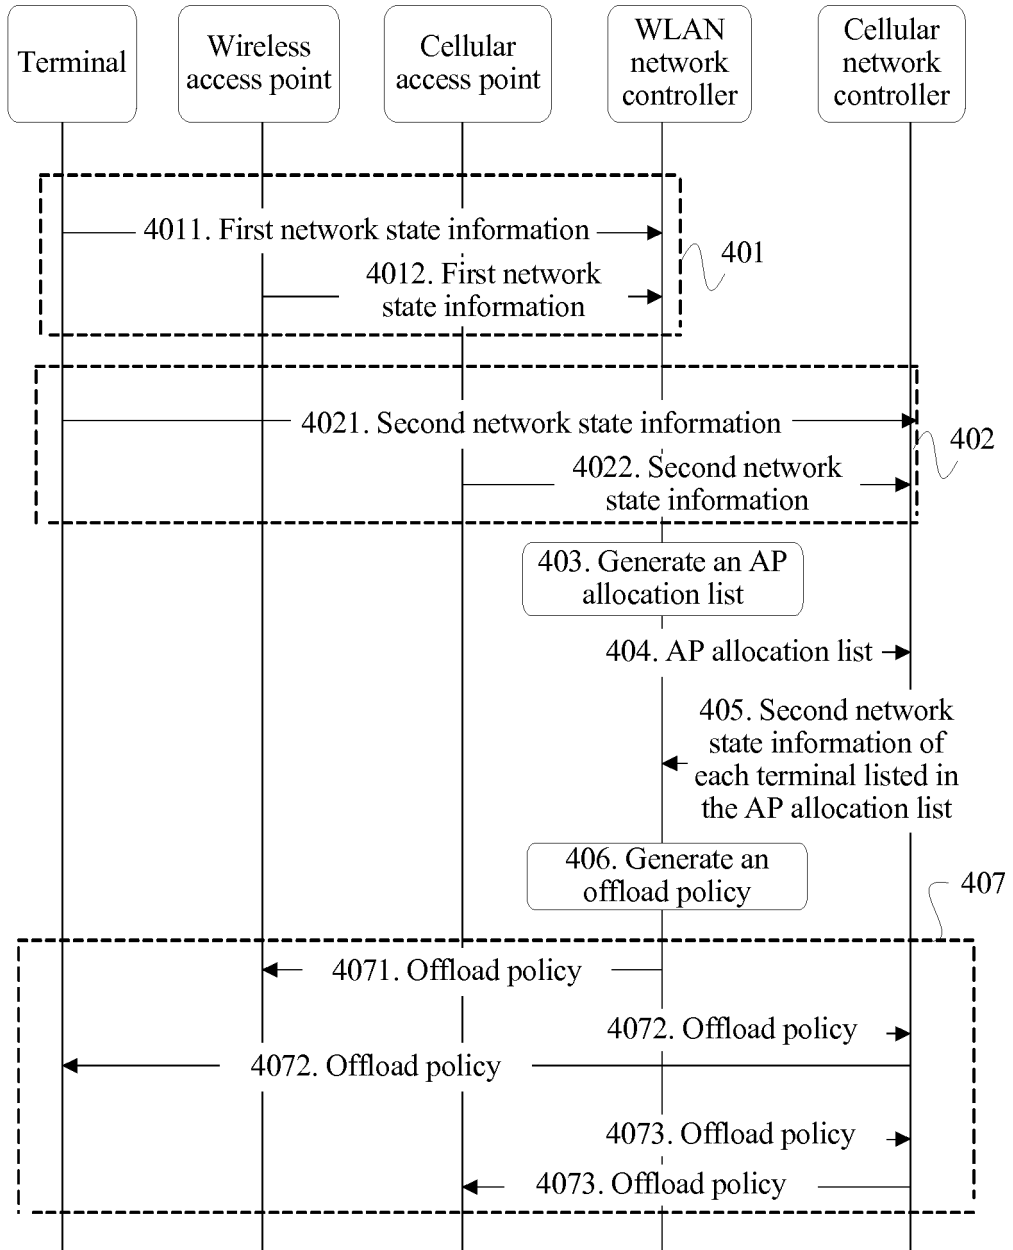 Terminal
Wireless
access point
Cellular
access point
WLAN
network
controller
Cellular
network
controller
4011. First network state information
401
4012. First network
state information
4021. Second network state information
402
4022. Second network
state information
403. Generate an AP
allocation list
404. AP allocation list
405. Second network
state information of
each terminal listed in
the AP allocation list
406. Generate an
offload policy
407
4071. Offload policy
4072. Offload policy
4072. Offload policy
4073. Offload policy
4073. Offload policy